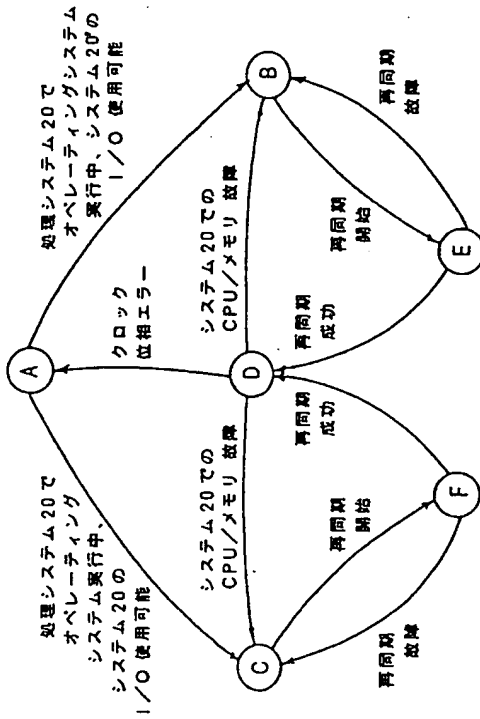 処理システム20で
オペレーティング
システム実行中、
システム20の
I/O 使用可能
処理システム20で
オペレーティングシステム
実行中、システム20'の
I/O 使用可能
A
クロック
位相エラー
システム20での
CPU/メモリ 故障
システム20での
CPU/メモリ 故障
C
D
B
再同期
開始
再同期
成功
再同期
成功
再同期
開始
再同期
故障
F
E
再同期
故障